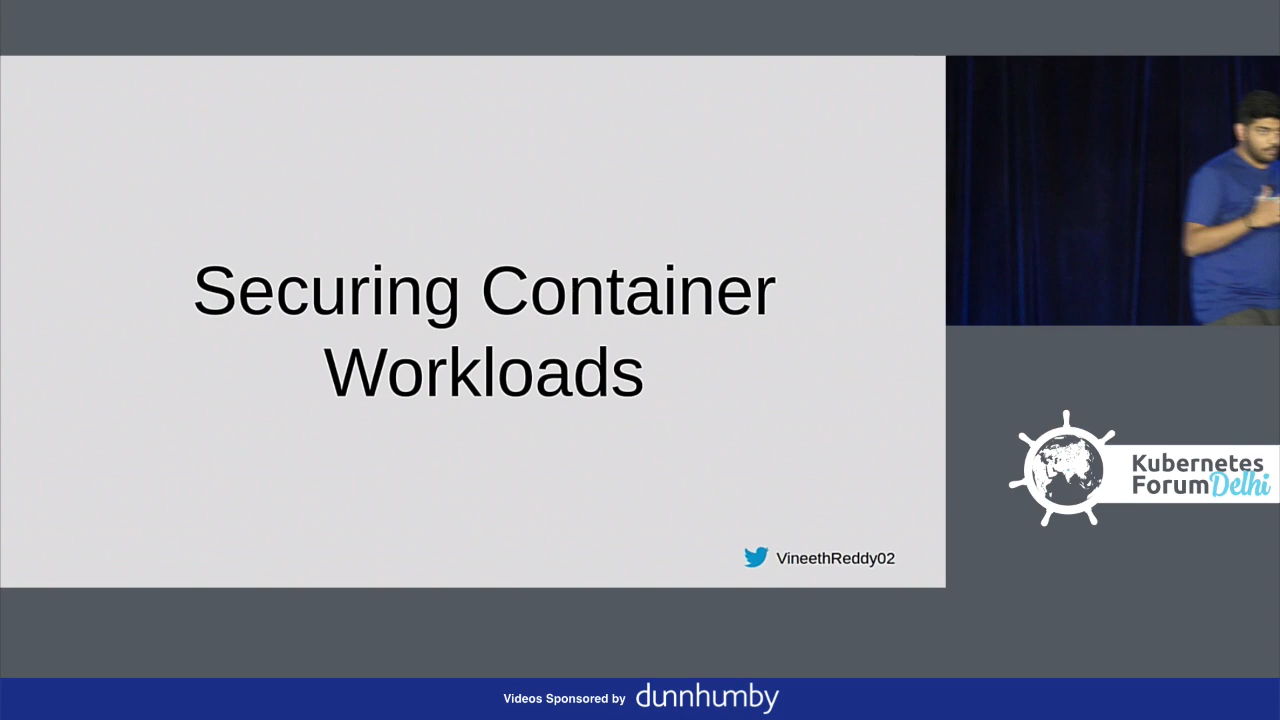 Securing Container
Workloads
VineethReddy02
Kubernetes
Forum Delhi
Videos Sponsored by dunnhumby